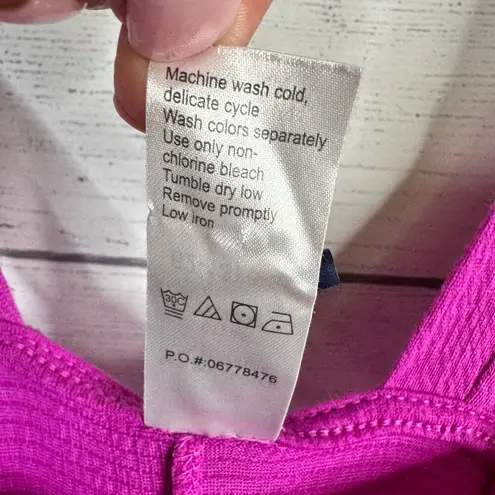 Machine wash cold,
delicate cycle
Wash colors separately
Use only non-
chlorine bleach
Tumble dry low
Remove promptly
Low iron
30C
P.O.#:06778476